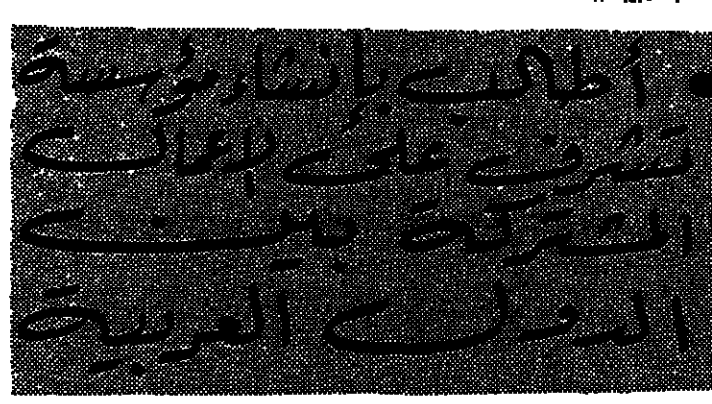 • أطالب بإنشاء مؤسسة
تشرف على الأعمال
المشتركة بين
الدول العربية